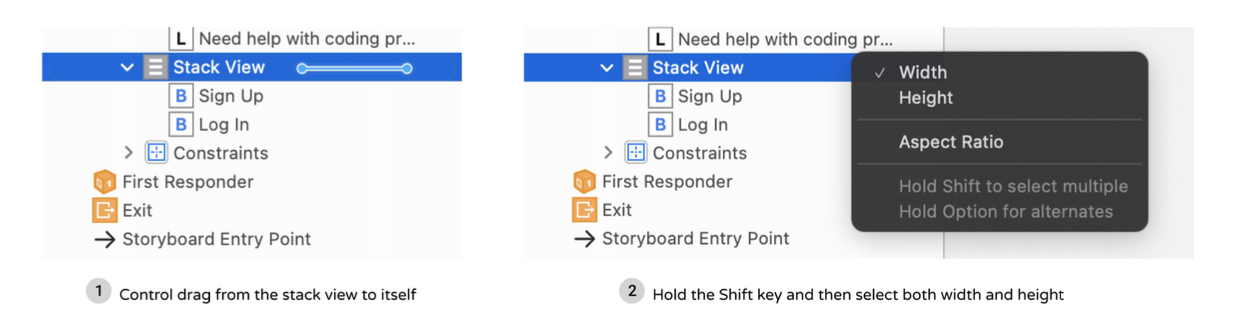 L Need help with coding pr...
Stack View
B Sign Up
B Log In
Constraints
First Responder
Exit
Storyboard Entry Point
1 Control drag from the stack view to itself
L Need help with coding pr...
Stack View
B Sign Up
B Log In
Constraints
First Responder
Exit
Storyboard Entry Point
✓ Width
Height
Aspect Ratio
Hold Shift to select multiple
Hold Option for alternates
2 Hold the Shift key and then select both width and height